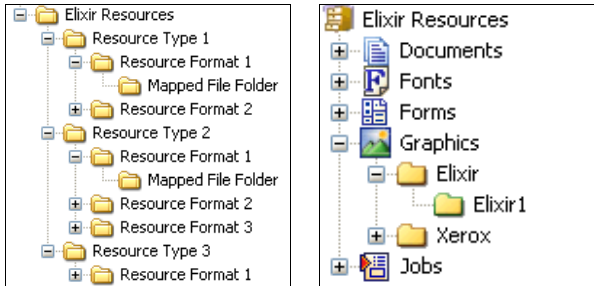 Elixir Resources
Resource Type 1
Resource Format 1
Mapped File Folder
Resource Format 2
Resource Type 2
Resource Format 1
Mapped File Folder
Resource Format 2
Resource Format 3
Resource Type 3
Resource Format 1
Elixir Resources
Documents
Fonts
Forms
Graphics
Elixir
Elixir1
Xerox
Jobs